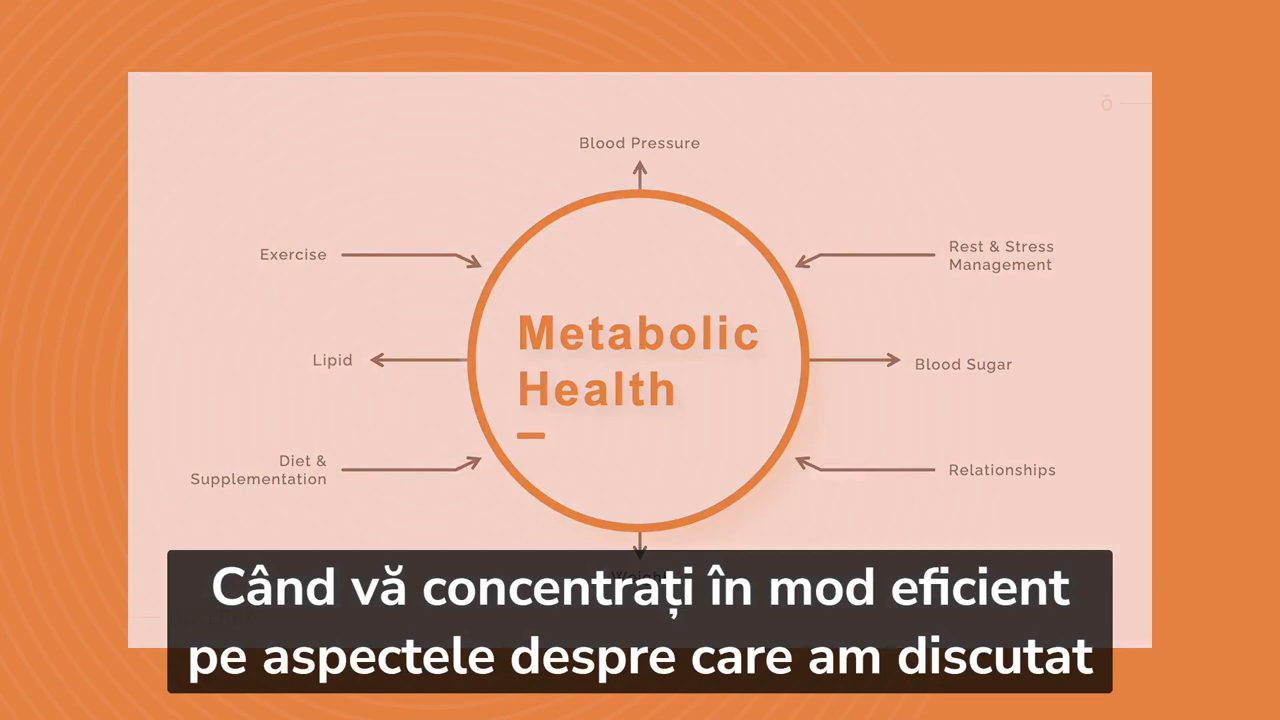 ō
Blood Pressure
Exercise
Rest & Stress
Management
Metabolic
Health
Lipid
Blood Sugar
Diet &
Supplementation
Relationships
Când vă concentrați în mod eficient
pe aspectele despre care am discutat